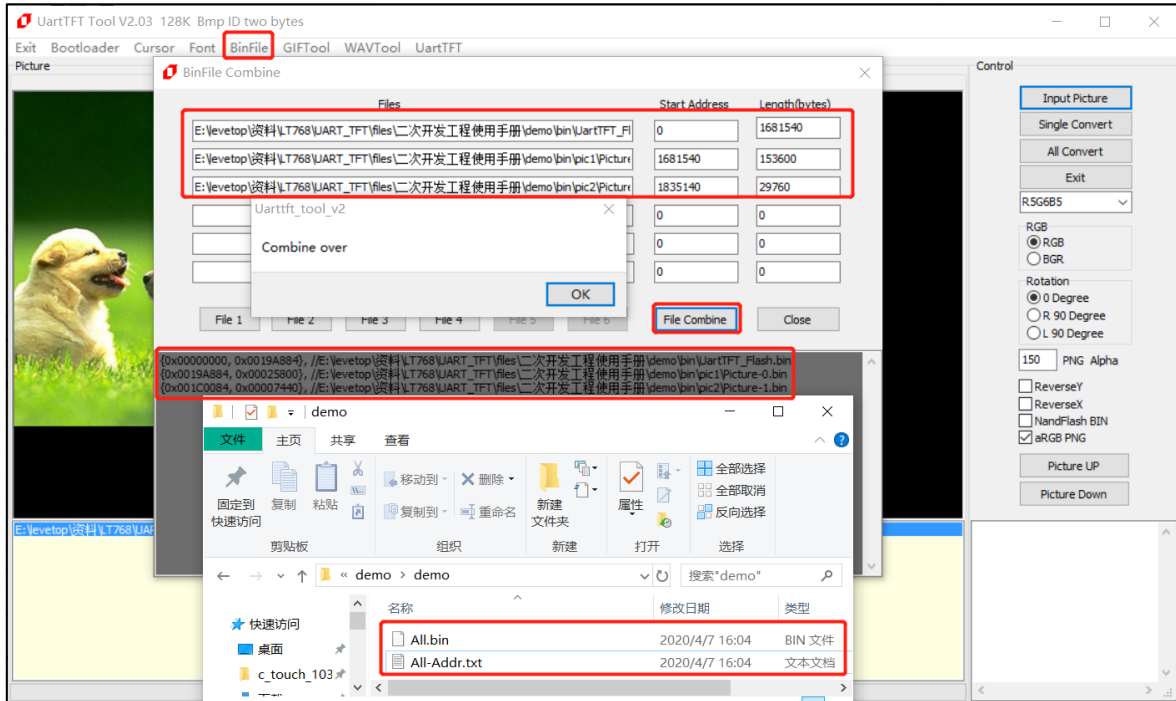 UartTFT Tool V2.03 128K Bmp ID two bytes
Exit Bootloader Cursor Font BinFile GIFTool WAVTool UartTFT
Picture
Control
BinFile Combine
Files Start Address Length(bytes)
E:\levetop\资料\LT768\UART_TFT\files\二次开发工程使用手册\demo\bin\UartTFT_Fl 0 1681540
E:\levetop\资料\LT768\UART_TFT\files\二次开发工程使用手册\demo\bin\pic1\Picture 1681540 153600
E:\levetop\资料\LT768\UART_TFT\files\二次开发工程使用手册\demo\bin\pic2\Picture 1835140 29760
0 0
0 0
0 0
Uarttft_tool_v2
Combine over
OK
File 1 File 2 File 3 File 4 File 5 File 6 File Combine Close
{0x00000000, 0x0019A884}, //E:\levetop\资料\LT768\UART_TFT\files\二次开发工程使用手册\demo\bin\UartTFT_Flash.bin
{0x0019A884, 0x00025800}, //E:\levetop\资料\LT768\UART_TFT\files\二次开发工程使用手册\demo\bin\pic1\Picture-0.bin
{0x001C0084, 0x00007440}, //E:\levetop\资料\LT768\UART_TFT\files\二次开发工程使用手册\demo\bin\pic2\Picture-1.bin
Input Picture
Single Convert
All Convert
Exit
R5G6B5
RGB
RGB
BGR
Rotation
0 Degree
R 90 Degree
L 90 Degree
150 PNG Alpha
ReverseY
ReverseX
NandFlash BIN
aRGB PNG
Picture UP
Picture Down
E:\levetop\资料\LT768\UAR
demo
文件 主页 共享 查看
固定到
快速访问
复制
粘贴
移动到
复制到
删除
重命名
新建
文件夹
属性
全部选择
全部取消
反向选择
剪贴板 组织 新建 打开 选择
« demo > demo
搜索"demo"
名称 修改日期 类型
快速访问
桌面
c_touch_103
All.bin 2020/4/7 16:04 BIN 文件
All-Addr.txt 2020/4/7 16:04 文本文档